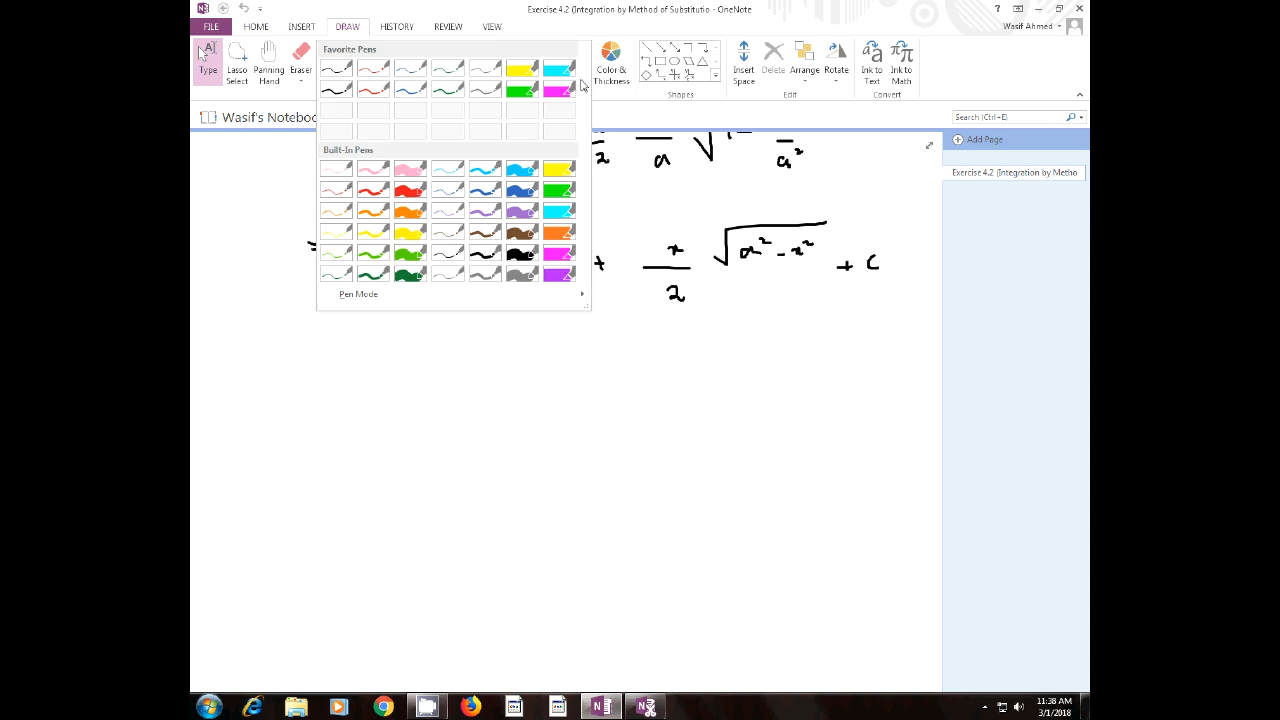 Exercise 4.2 (Integration by Method of Substitutio - OneNote
FILE HOME INSERT DRAW HISTORY REVIEW VIEW
Wasif Ahmed
Type
Lasso Select
Panning Hand
Eraser
Favorite Pens
Color & Thickness
Shapes
Insert Space
Delete
Arrange
Rotate
Edit
Ink to Text
Ink to Math
Convert
Wasif's Notebo
Search (Ctrl+E)
Built-In Pens
Add Page
Exercise 4.2 (Integration by Metho
2 a √ a²
= + x/2 √a² - x² + c
Pen Mode
11:38 AM
3/1/2018